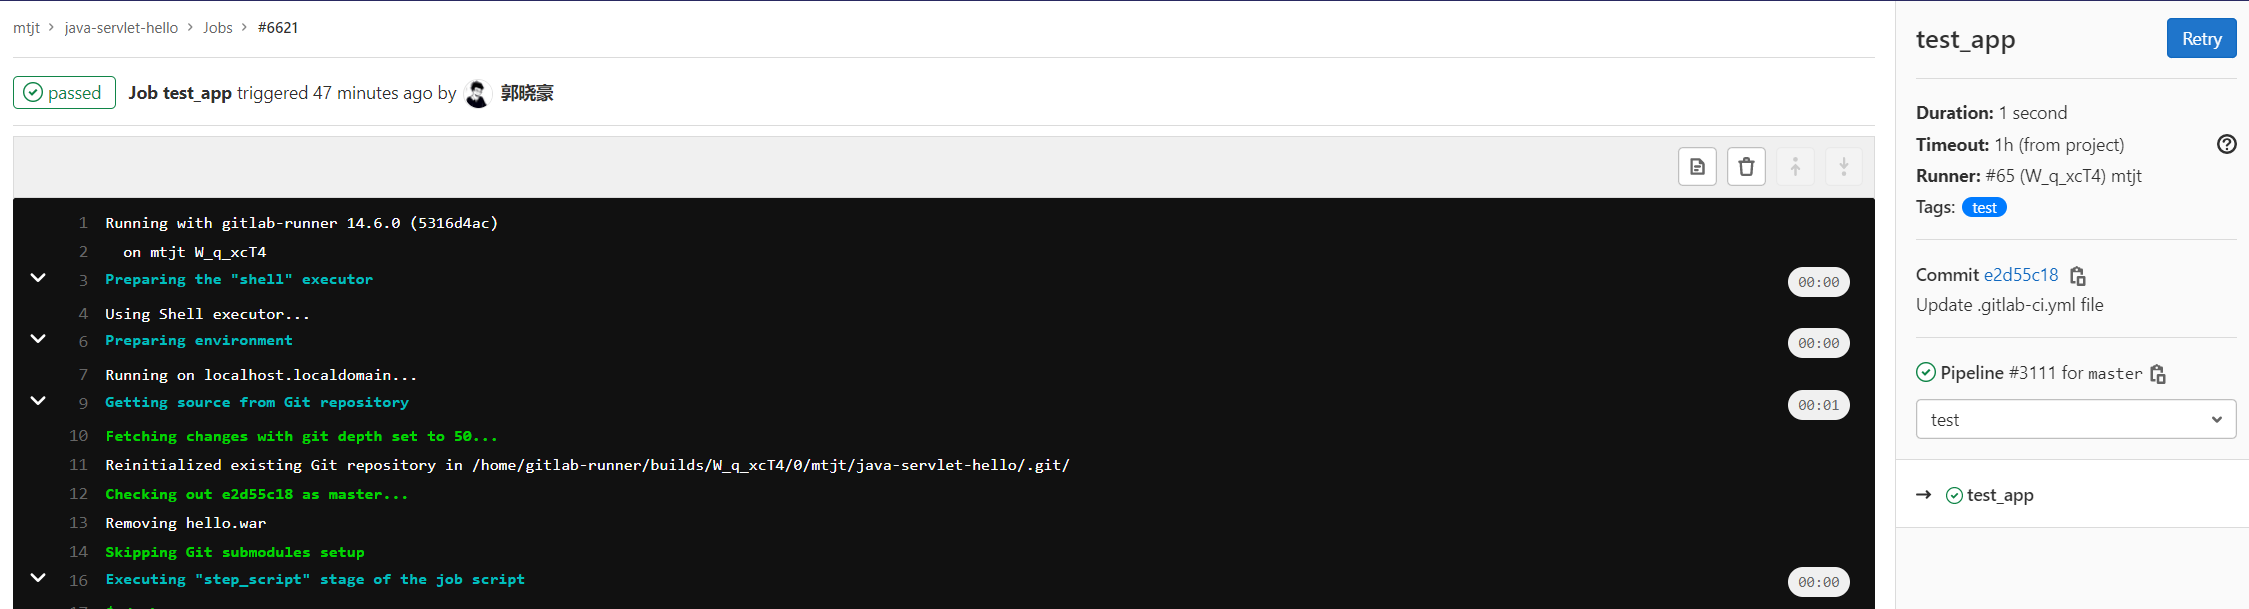 mtjt > java-servlet-hello > Jobs > #6621
passed Job test_app triggered 47 minutes ago by 郭晓豪
1 Running with gitlab-runner 14.6.0 (5316d4ac)
2 on mtjt W_q_xcT4
3 Preparing the "shell" executor 00:00
4 Using Shell executor...
6 Preparing environment 00:00
7 Running on localhost.localdomain...
9 Getting source from Git repository 00:01
10 Fetching changes with git depth set to 50...
11 Reinitialized existing Git repository in /home/gitlab-runner/builds/W_q_xcT4/0/mtjt/java-servlet-hello/.git/
12 Checking out e2d55c18 as master...
13 Removing hello.war
14 Skipping Git submodules setup
16 Executing "step_script" stage of the job script 00:00
test_app Retry
Duration: 1 second
Timeout: 1h (from project)
Runner: #65 (W_q_xcT4) mtjt
Tags: test
Commit e2d55c18
Update .gitlab-ci.yml file
Pipeline #3111 for master
test
→ test_app